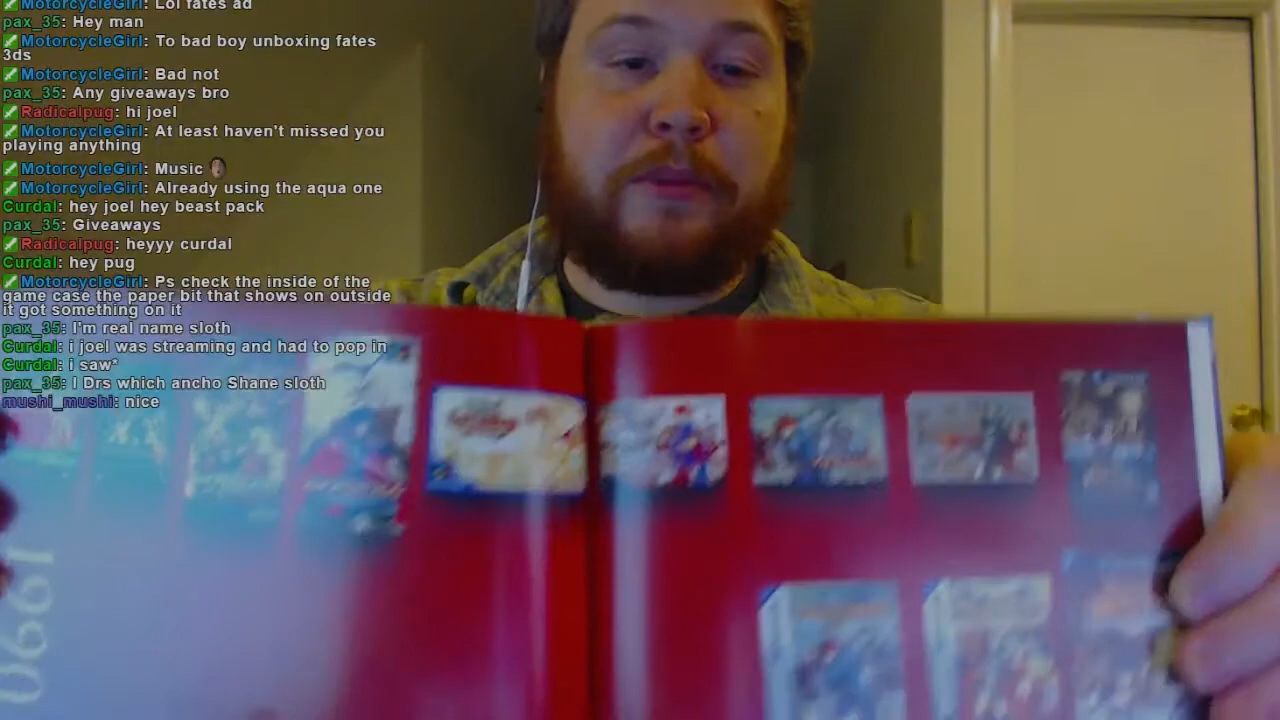 MotorcycleGirl: Lol fates ad
pax_35: Hey man
MotorcycleGirl: To bad boy unboxing fates
3ds
MotorcycleGirl: Bad not
pax_35: Any giveaways bro
Radicalpug: hi joel
MotorcycleGirl: At least haven't missed you
playing anything
MotorcycleGirl: Music
MotorcycleGirl: Already using the aqua one
Curdal: hey joel hey beast pack
pax_35: Giveaways
Radicalpug: heyyy curdal
Curdal: hey pug
MotorcycleGirl: Ps check the inside of the
game case the paper bit that shows on outside
it got something on it
pax_35: I'm real name sloth
Curdal: i joel was streaming and had to pop in
Curdal: i saw*
pax_35: I Drs which ancho Shane sloth
mushi_mushi: nice
1990